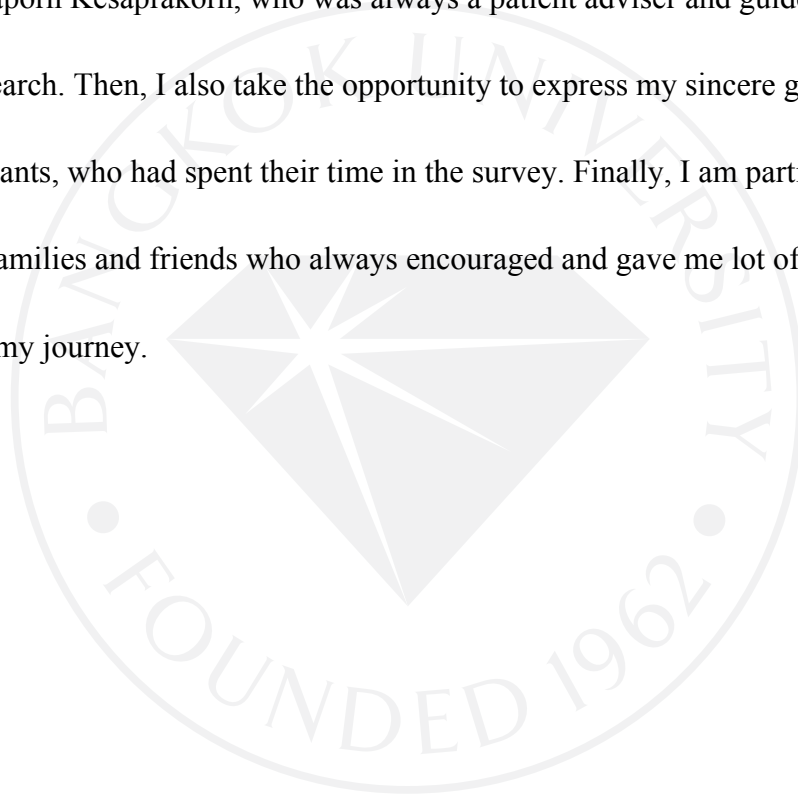 aporn Kesaprakorn, who was always a patient adviser and guid
earch. Then, I also take the opportunity to express my sincere g
ants, who had spent their time in the survey. Finally, I am parti
amilies and friends who always encouraged and gave me lot of
my journey.
BANGKOK UNIVERSITY
FOUNDED 1962